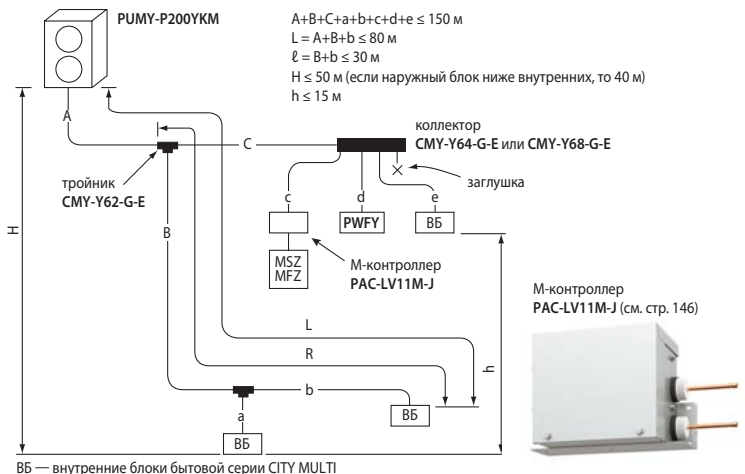 PUMY-P200YKM
A+B+C+a+b+c+d+e ≤ 150 м
L = A+B+b ≤ 80 м
ℓ = B+b ≤ 30 м
H ≤ 50 м (если наружный блок ниже внутренних, то 40 м)
h ≤ 15 м
A
C
коллектор
CMY-Y64-G-E или CMY-Y68-G-E
заглушка
тройник
CMY-Y62-G-E
H
B
c
d
e
PWFY
ВБ
MSZ
MFZ
М-контроллер
PAC-LV11M-J
М-контроллер
PAC-LV11M-J (см. стр. 146)
L
R
h
b
a
ВБ
ВБ
ВБ — внутренние блоки бытовой серии CITY MULTI